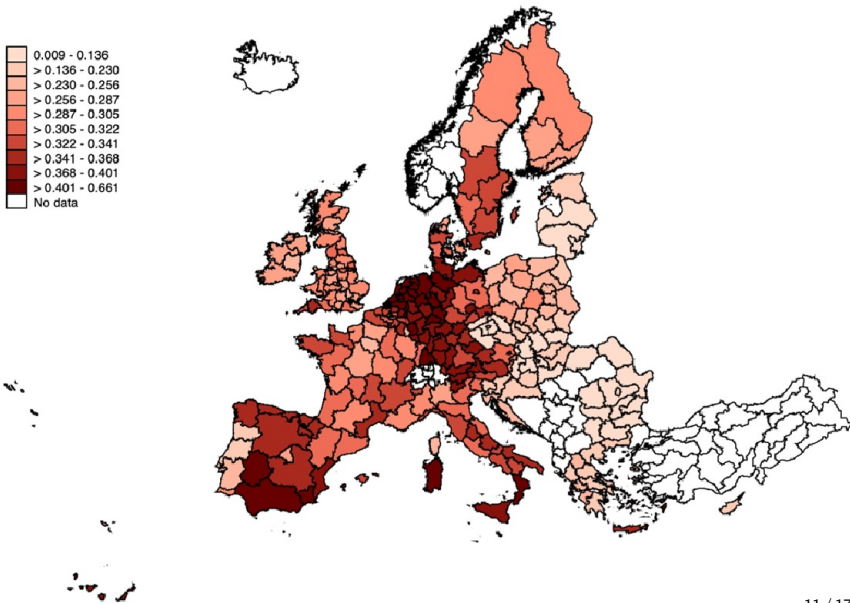 0.009 - 0.136
> 0.136 - 0.230
> 0.230 - 0.256
> 0.256 - 0.287
> 0.287 - 0.305
> 0.305 - 0.322
> 0.322 - 0.341
> 0.341 - 0.368
> 0.368 - 0.401
> 0.401 - 0.661
No data
11 / 17